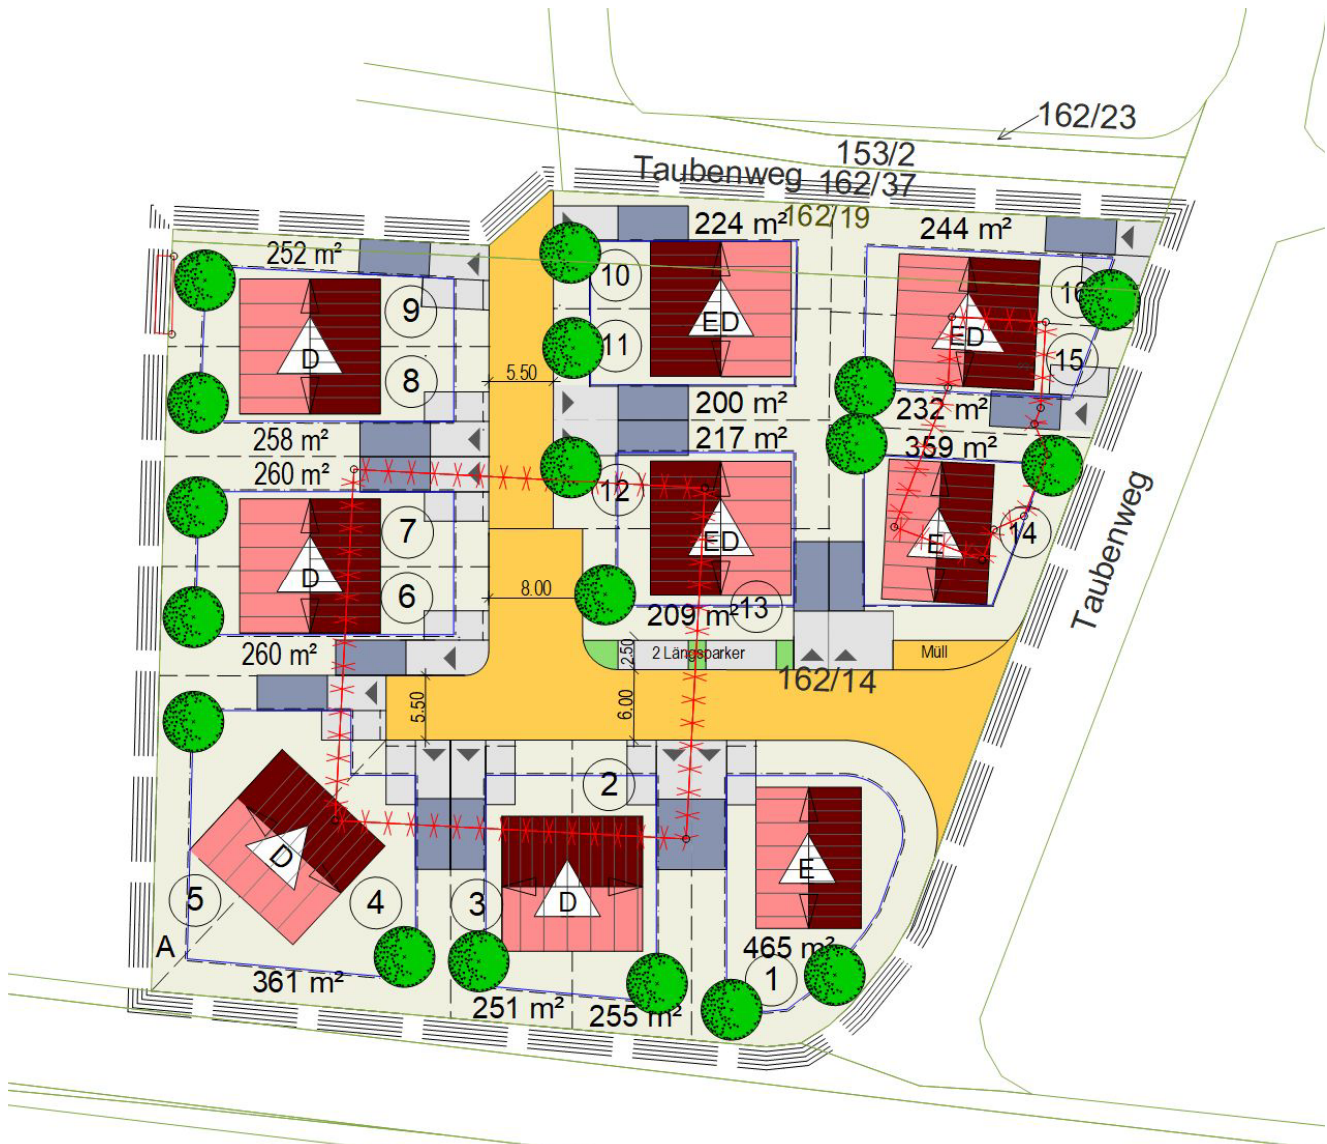 162/23
153/2
Taubenweg 162/37
162/19
224 m²
244 m²
252 m²
10
16
9
ED
ED
11
15
D
8
5.50
200 m²
232 m²
258 m²
217 m²
359 m²
260 m²
12
7
14
ED
E
D
6
8.00
13
209 m²
Taubenweg
260 m²
2.50
2 Längsparker
Müll
162/14
5.50
6.00
2
D
E
5
4
3
D
A
465 m²
1
361 m²
251 m²
255 m²